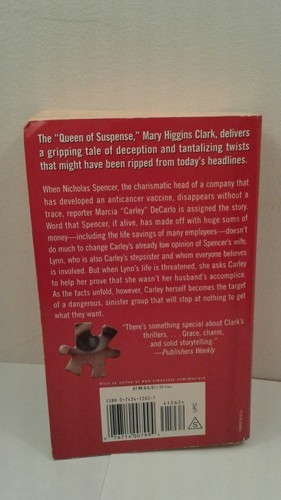 The "Queen of Suspense," Mary Higgins Clark, delivers
a gripping tale of deception and tantalizing twists
that might have been ripped from today's headlines.
When Nicholas Spencer, the charismatic head of a company that
has developed an anticancer vaccine, disappears without a
trace, reporter Marcia "Carley" DeCarlo is assigned the story.
Word that Spencer, if alive, has made off with huge sums of
money—including the life savings of many employees—doesn't
do much to change Carley's already low opinion of Spencer's wife,
Lynn, who is also Carley's stepsister and whom everyone believes
is involved. But when Lynn's life is threatened, she asks Carley
to help her prove that she wasn't her husband's accomplice.
As the facts unfold, however, Carley herself becomes the target
of a dangerous, sinister group that will stop at nothing to get
what they want.
"There's something special about Clark's
thrillers. . . . Grace, charm,
and solid storytelling."
—Publishers Weekly
ISBN 0-7434-1262-1
41262
UPC